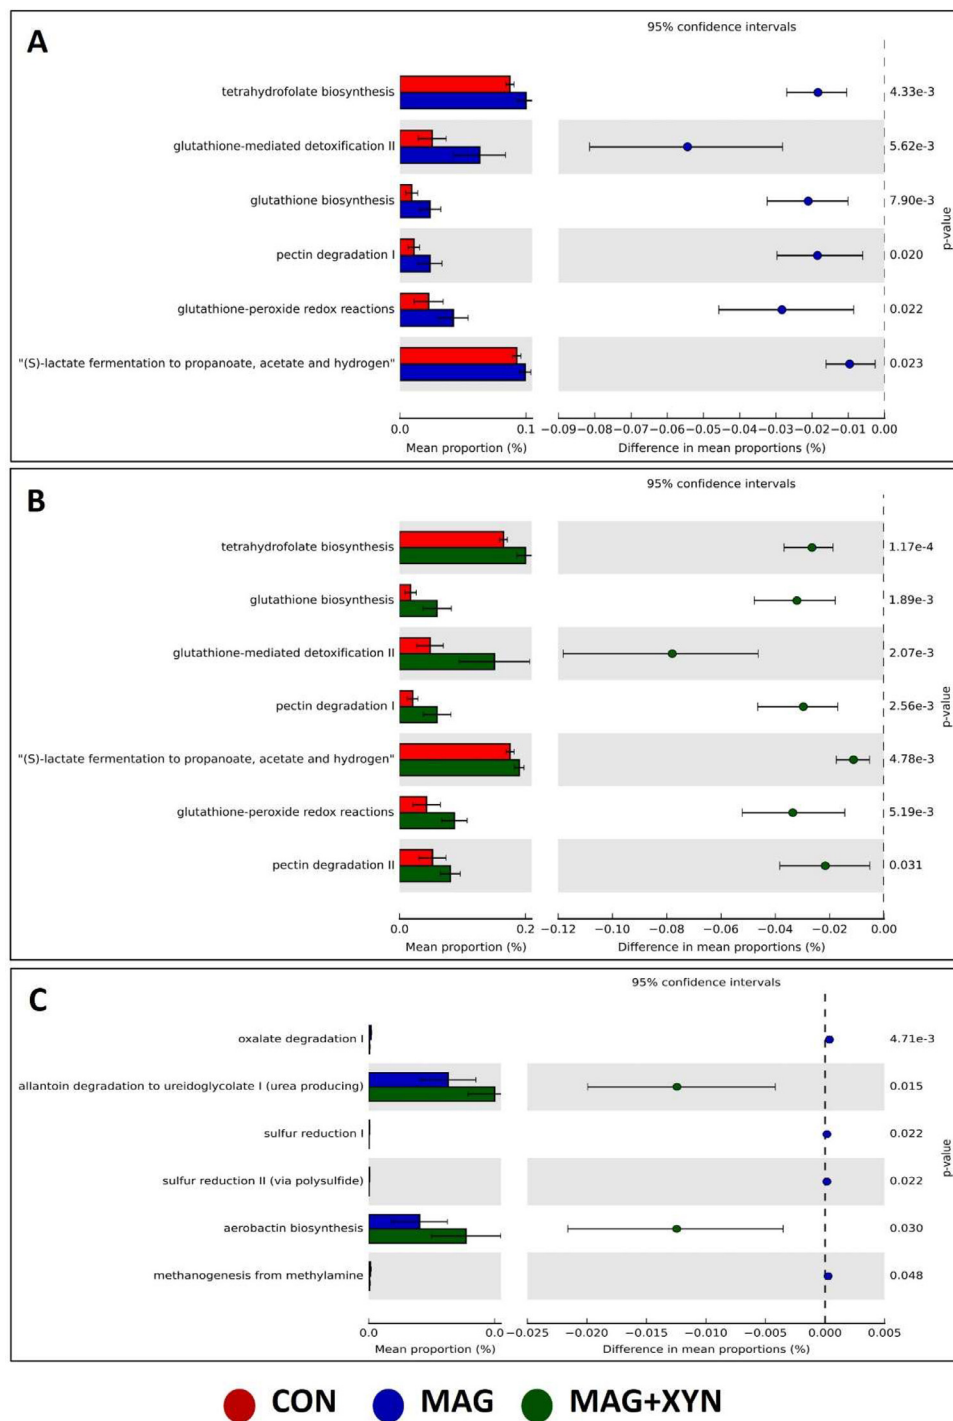 A
95% confidence intervals
tetrahydrofolate biosynthesis
4.33e-3
glutathione-mediated detoxification II
5.62e-3
glutathione biosynthesis
7.90e-3
pectin degradation I
0.020
glutathione-peroxide redox reactions
0.022
"(S)-lactate fermentation to propanoate, acetate and hydrogen"
0.023
p-value
0.0 0.1 −0.09 −0.08 −0.07 −0.06 −0.05 −0.04 −0.03 −0.02 −0.01 0.00
Mean proportion (%) Difference in mean proportions (%)
B
95% confidence intervals
tetrahydrofolate biosynthesis
1.17e-4
glutathione biosynthesis
1.89e-3
glutathione-mediated detoxification II
2.07e-3
pectin degradation I
2.56e-3
"(S)-lactate fermentation to propanoate, acetate and hydrogen"
4.78e-3
glutathione-peroxide redox reactions
5.19e-3
pectin degradation II
0.031
p-value
0.0 0.2 −0.12 −0.10 −0.08 −0.06 −0.04 −0.02 0.00
Mean proportion (%) Difference in mean proportions (%)
C
95% confidence intervals
oxalate degradation I
4.71e-3
allantoin degradation to ureidoglycolate I (urea producing)
0.015
sulfur reduction I
0.022
sulfur reduction II (via polysulfide)
0.022
aerobactin biosynthesis
0.030
methanogenesis from methylamine
0.048
p-value
0.0 0.0 −0.025 −0.020 −0.015 −0.010 −0.005 0.000 0.005
Mean proportion (%) Difference in mean proportions (%)
CON MAG MAG+XYN